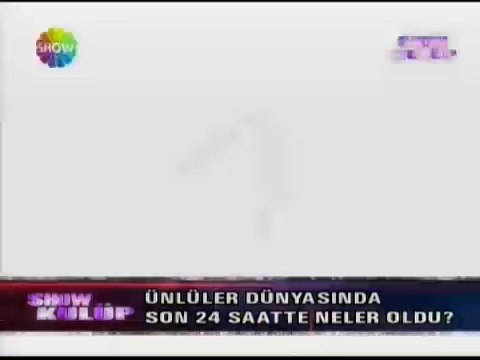 SHOW
SHOW
KULÜP
ÜNLÜLER DÜNYASINDA
SON 24 SAATTE NELER OLDU?